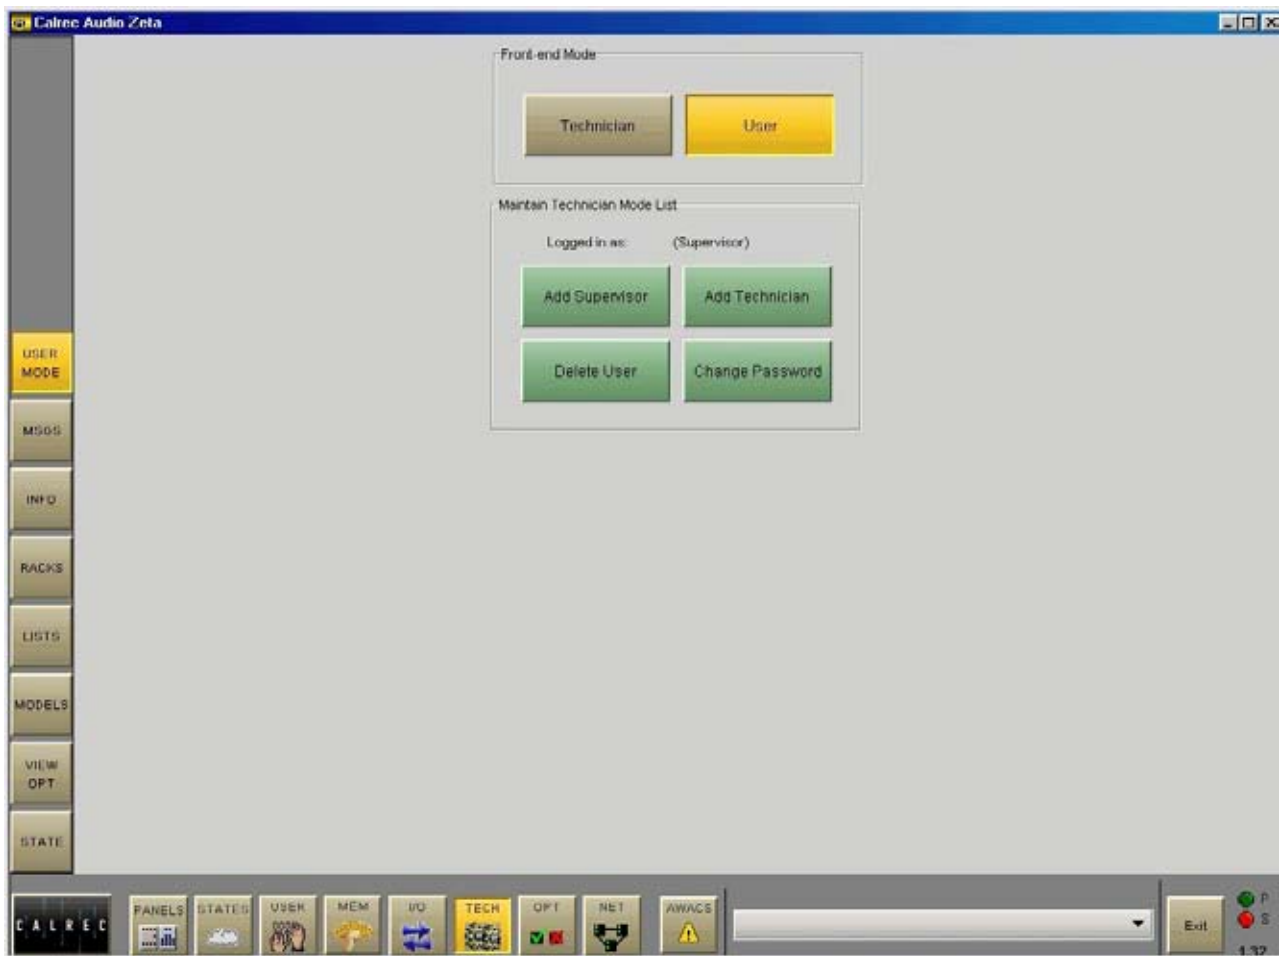 Calrec Audio Zeta
Front-end Mode
Technician
User
Maintain Technician Mode List
Logged in as: (Supervisor)
Add Supervisor
Add Technician
Delete User
Change Password
USER
MODE
MSGS
INFO
RACKS
LISTS
MODELS
VIEW
OPT
STATE
CALREC
PANELS
STATES
USER
MEM
I/O
TECH
OPT
NET
AWACS
Exit
P
S
1.32